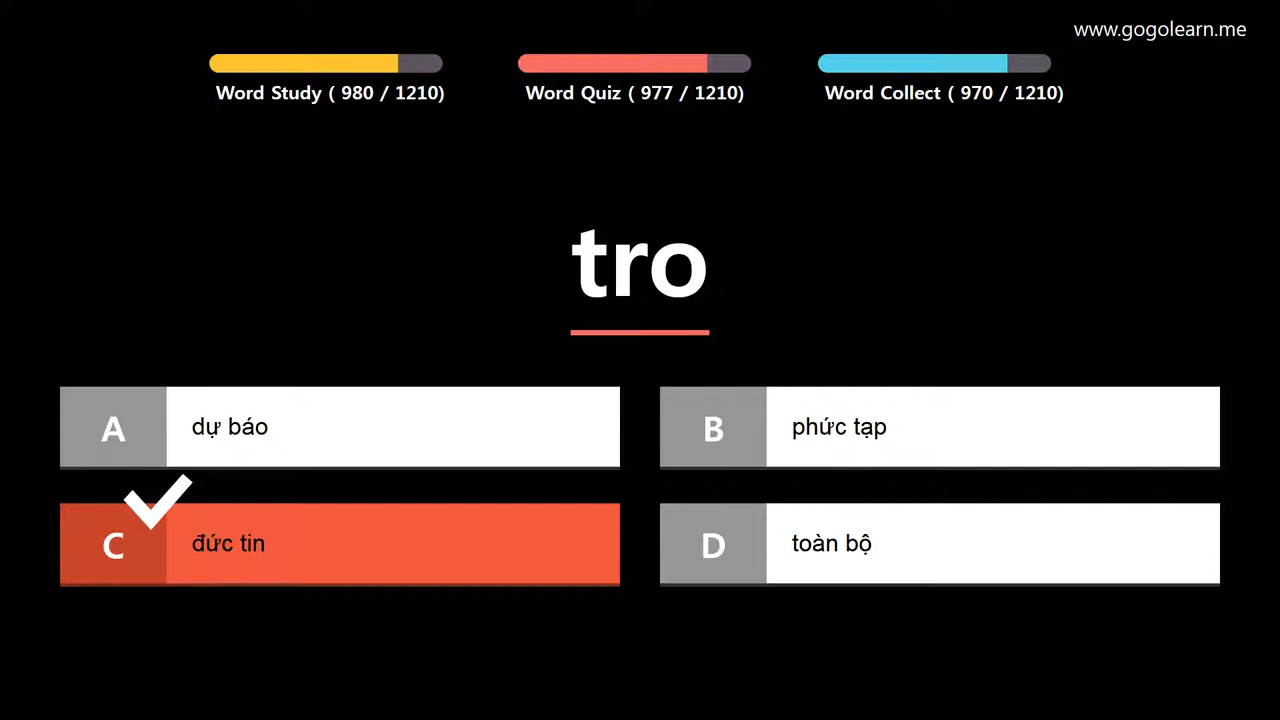 www.gogolearn.me
Word Study ( 980 / 1210)
Word Quiz ( 977 / 1210)
Word Collect ( 970 / 1210)
tro
A dự báo
B phức tạp
C đức tin
D toàn bộ